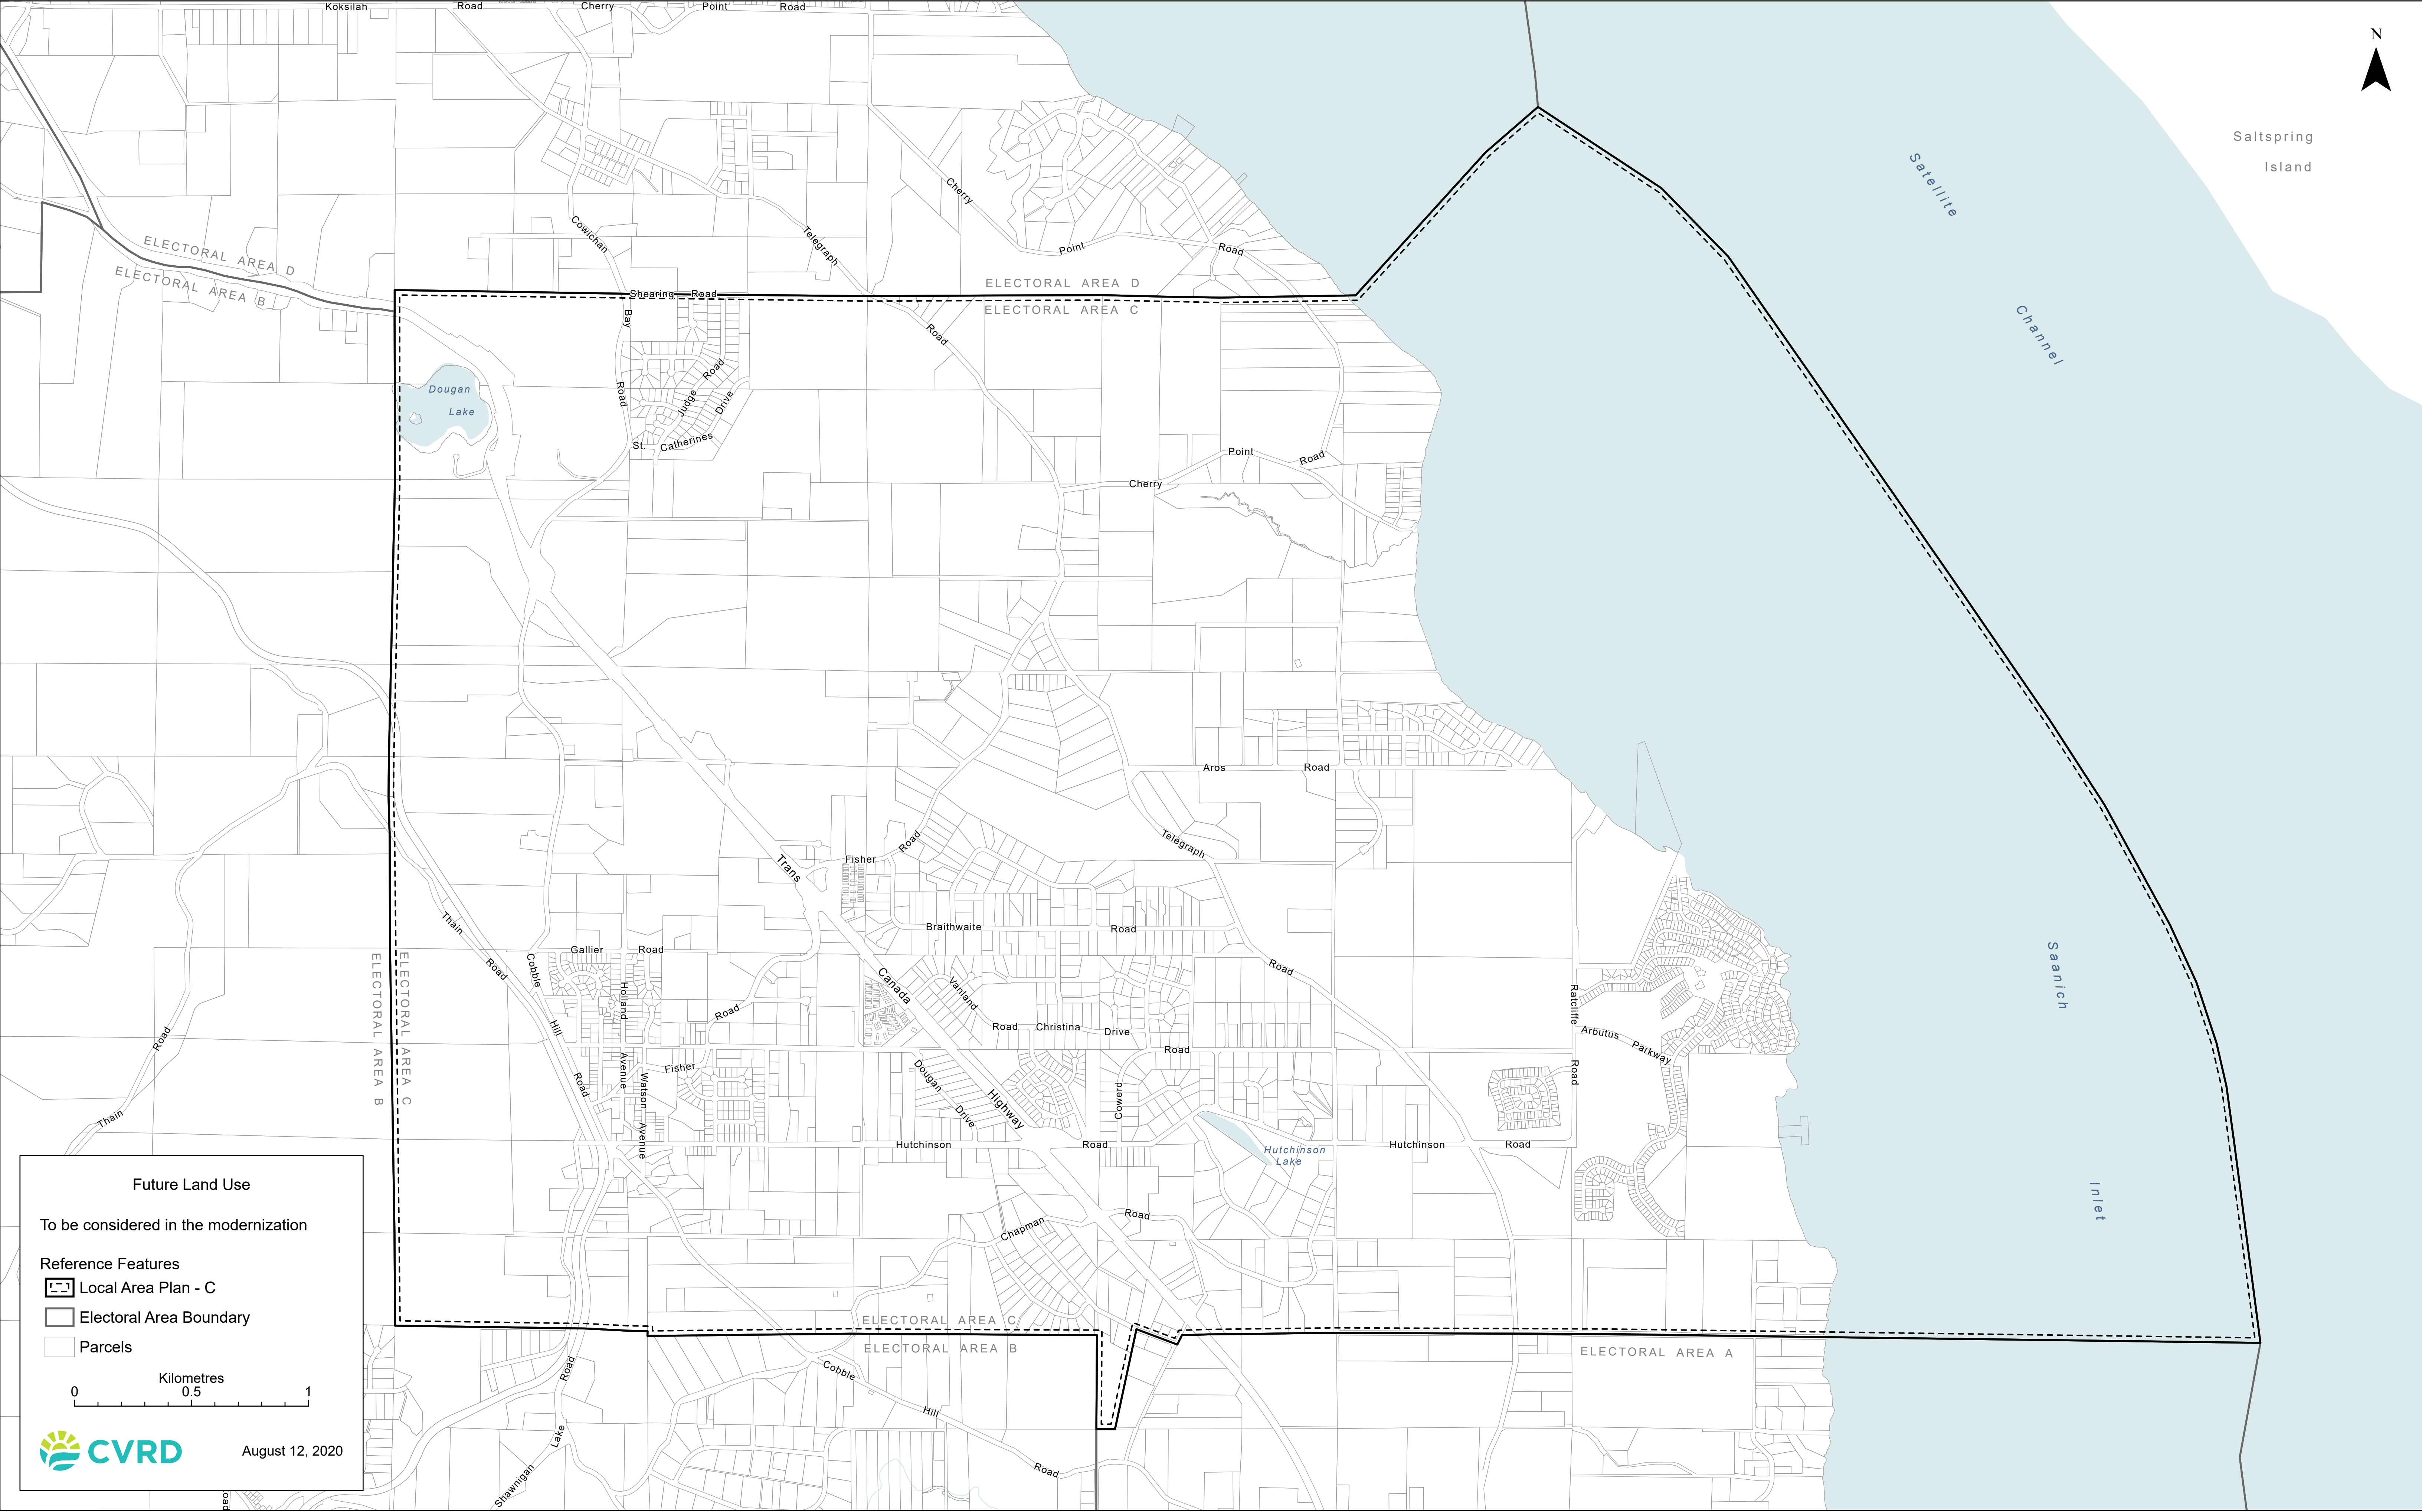 Koksilah Road Cherry Point Road
N
Saltspring
Island
Satellite
Channel
Cherry
Point
Road
Cowichan
Telegraph
ELECTORAL AREA D
ELECTORAL AREA B
ELECTORAL AREA D
ELECTORAL AREA C
Shearing Road
Bay
Road
Road
Judge
Road
Drive
St. Catherines
Dougan
Lake
Cherry
Point
Road
Aros Road
Telegraph
Trans
Fisher
Road
Braithwaite Road
Thain
Road
Gallier Road
Cobble
Hill
Road
Holland
Avenue
Watson
Avenue
Road
Fisher
Canada
Highway
Vanland
Road
Christina Drive
Road
Road
Ratcliffe
Road
Arbutus
Parkway
Saanich
Inlet
ELECTORAL AREA B
ELECTORAL AREA C
Road
Thain
Dougan
Drive
Cowerd
Hutchinson Road
Hutchinson
Lake
Hutchinson Road
Chapman
Road
ELECTORAL AREA C
ELECTORAL AREA B
ELECTORAL AREA A
Cobble
Hill
Road
Road
Lake
Shawnigan
Road
Future Land Use
To be considered in the modernization
Reference Features
Local Area Plan - C
Electoral Area Boundary
Parcels
Kilometres
0 0.5 1
CVRD
August 12, 2020